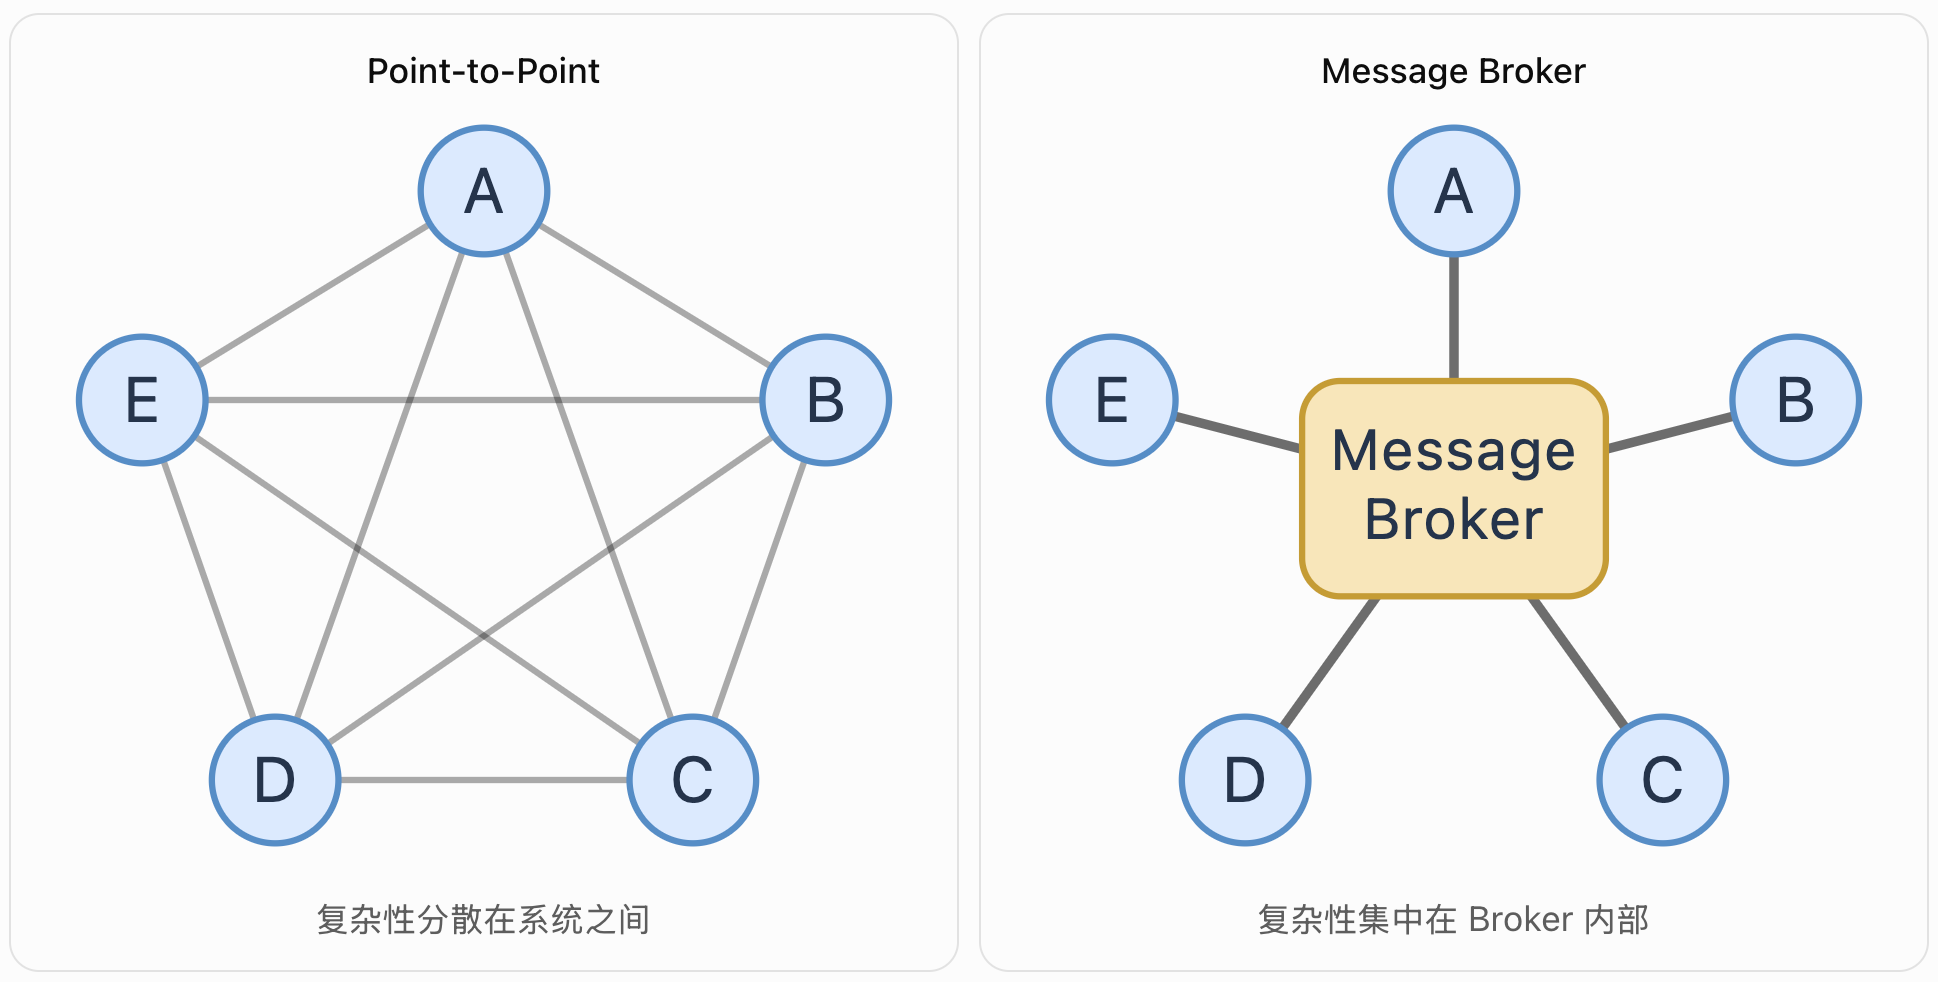 Point-to-Point
A
E
B
D
C
复杂性分散在系统之间
Message Broker
A
E
B
Message
Broker
D
C
复杂性集中在 Broker 内部